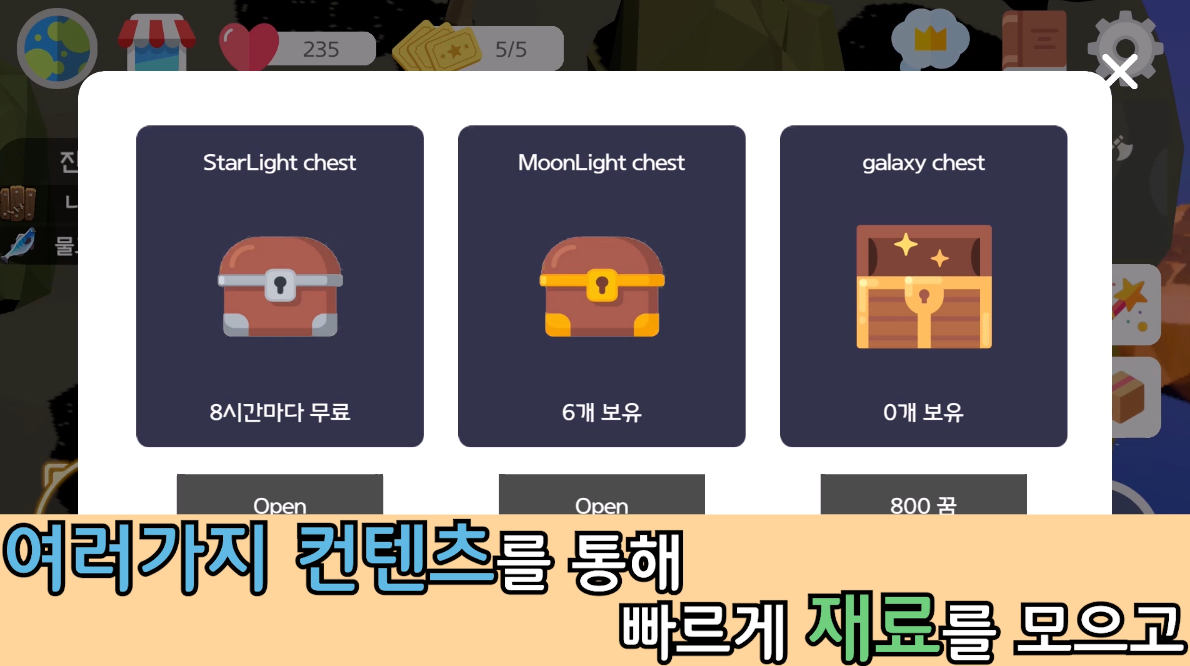 235
5/5
StarLight chest
MoonLight chest
galaxy chest
8시간마다 무료
6개 보유
0개 보유
Open
Open
800 꿈
여러가지 컨텐츠를 통해
빠르게 재료를 모으고